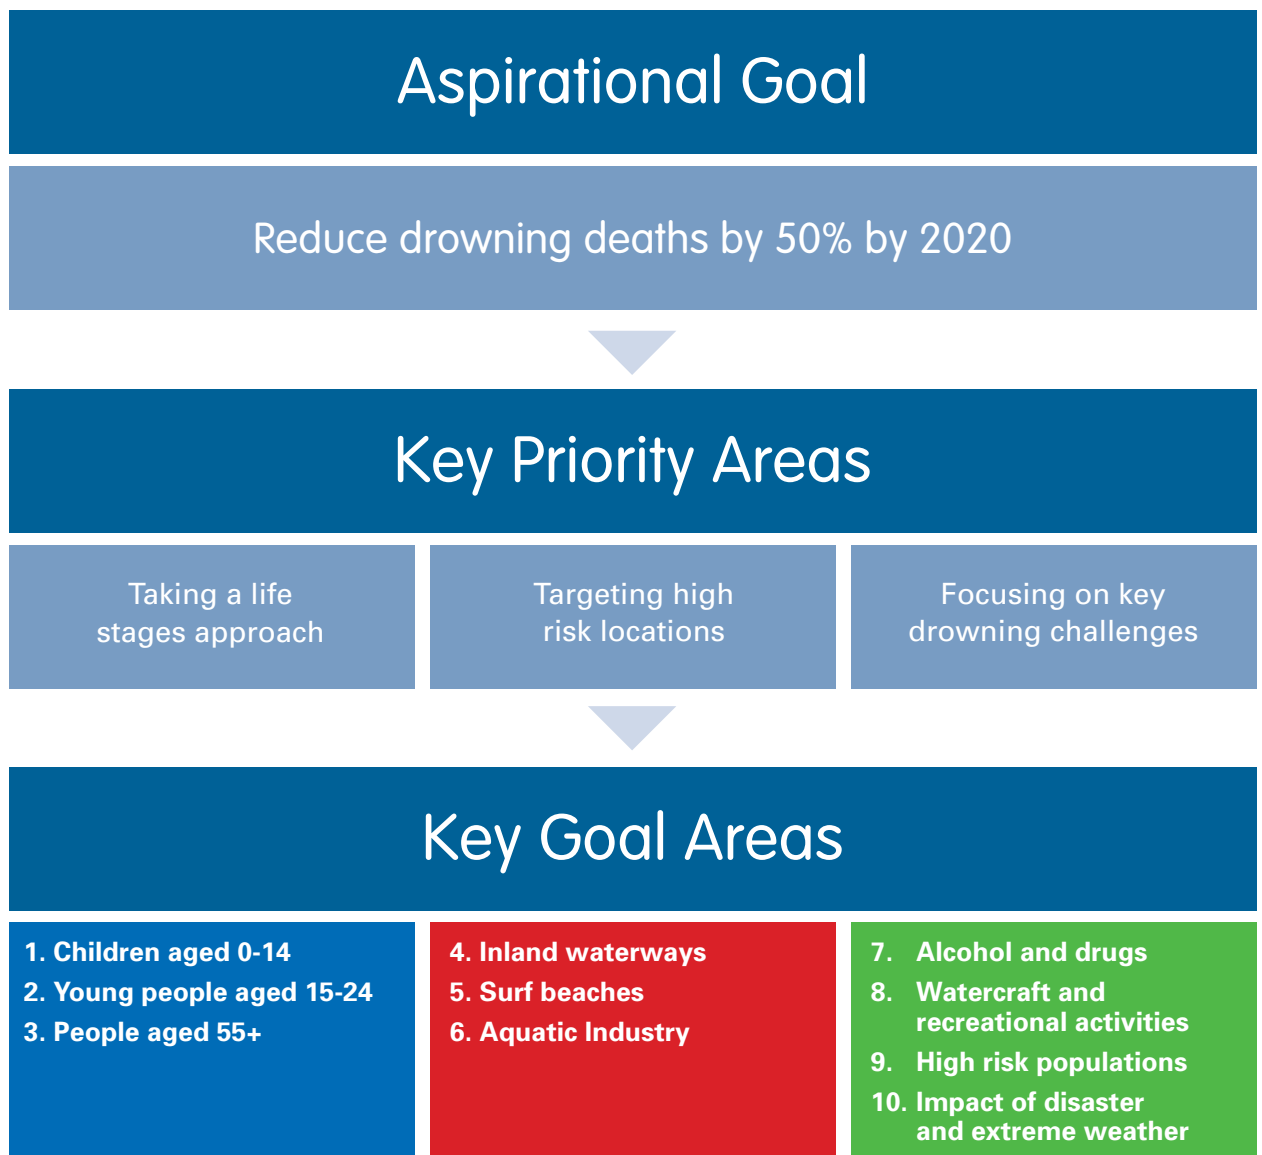 Aspirational Goal
Reduce drowning deaths by 50% by 2020
Key Priority Areas
Taking a life
stages approach
Targeting high
risk locations
Focusing on key
drowning challenges
Key Goal Areas
1. Children aged 0-14
2. Young people aged 15-24
3. People aged 55+
4. Inland waterways
5. Surf beaches
6. Aquatic Industry
7. Alcohol and drugs
8. Watercraft and
recreational activities
9. High risk populations
10. Impact of disaster
and extreme weather